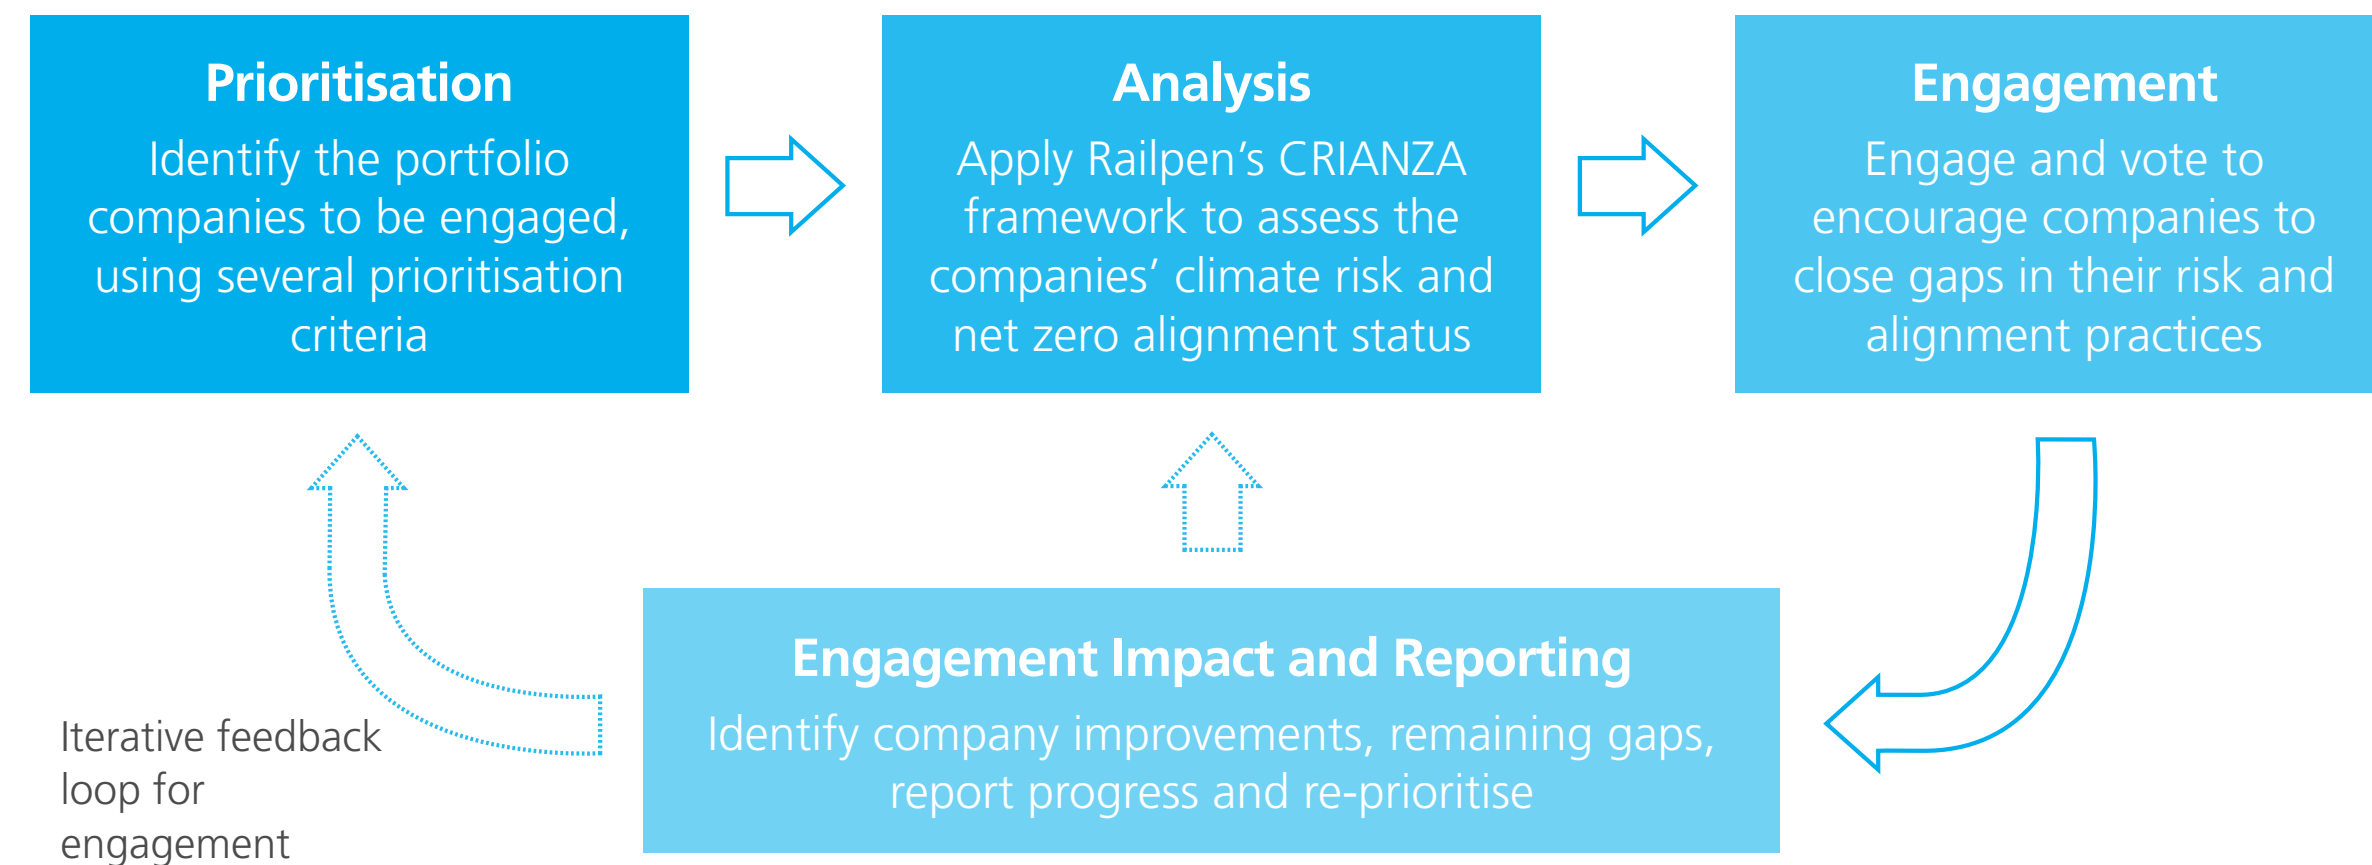 Prioritisation
Identify the portfolio
companies to be engaged,
using several prioritisation
criteria
Analysis
Apply Railpen’s CRIANZA
framework to assess the
companies’ climate risk and
net zero alignment status
Engagement
Engage and vote to
encourage companies to
close gaps in their risk and
alignment practices
Engagement Impact and Reporting
Identify company improvements, remaining gaps,
report progress and re-prioritise
Iterative feedback
loop for
engagement